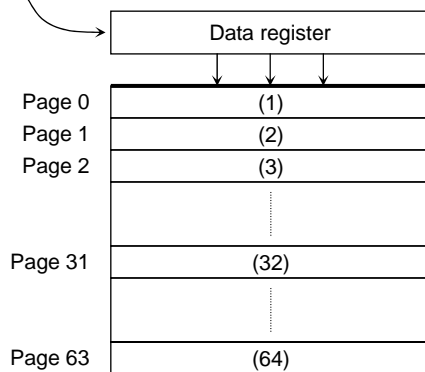 Data register
Page 0 (1)
Page 1 (2)
Page 2 (3)
Page 31 (32)
Page 63 (64)